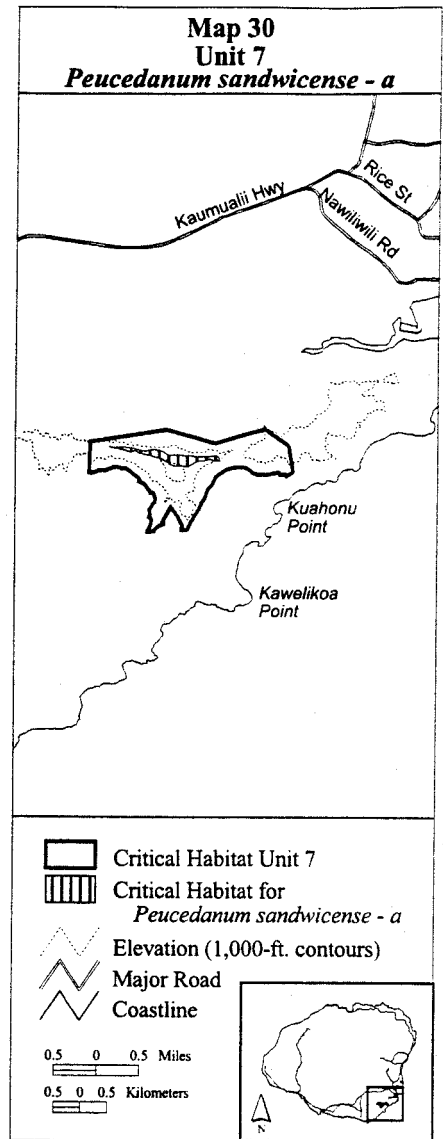 Map 30
Unit 7
Peucedanum sandwicense - a
Rice St
Kaumualii Hwy
Nawiliwili Rd
Kuahonu
Point
Kawelikoa
Point
Critical Habitat Unit 7
Critical Habitat for
Peucedanum sandwicense - a
Elevation (1,000-ft. contours)
Major Road
Coastline
0.5 0 0.5 Miles
0.5 0 0.5 Kilometers
N